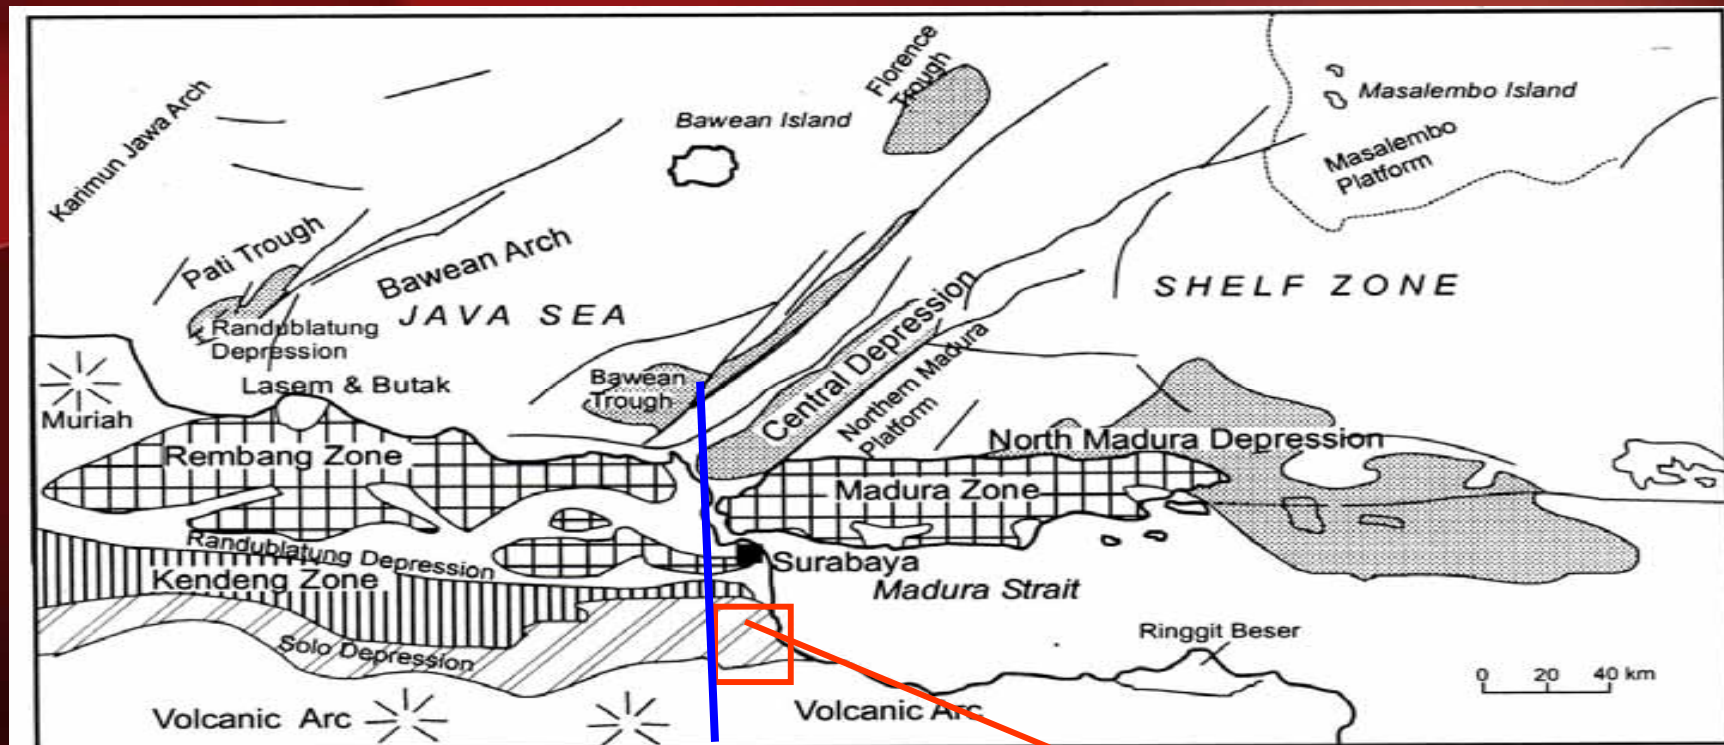 Florence
Trough
Masalembo Island
Bawean Island
Karimun Jawa Arch
Masalembo
Platform
Pati Trough
Bawean Arch
SHELF ZONE
JAVA SEA
Randublatung
Depression
Central Depression
Northern Madura
Platform
Lasem & Butak
Bawean
Trough
Muriah
North Madura Depression
Rembang Zone
Madura Zone
Randublatung Depression
Surabaya
Kendeng Zone
Madura Strait
Ringgit Beser
Solo Depression
0 20 40 km
Volcanic Arc
Volcanic Arc